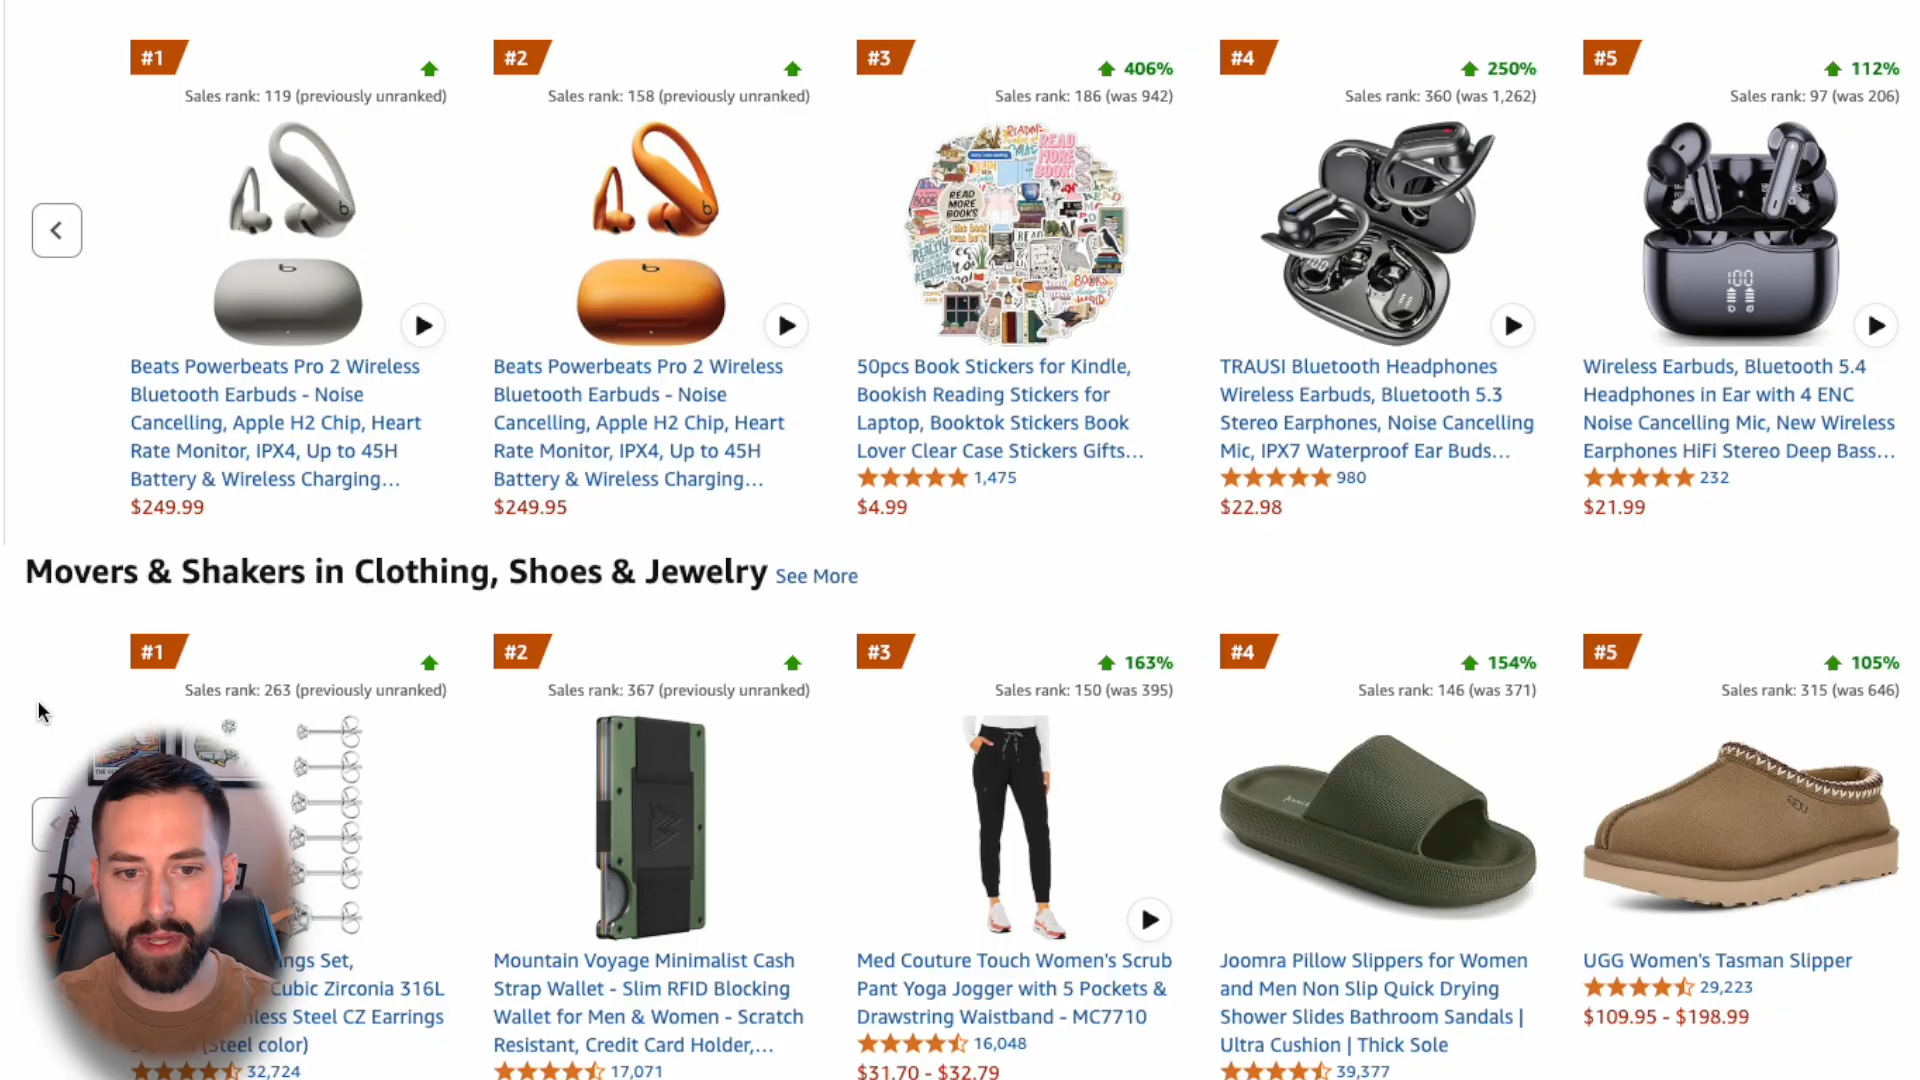 #1
Sales rank: 119 (previously unranked)
Beats Powerbeats Pro 2 Wireless
Bluetooth Earbuds - Noise
Cancelling, Apple H2 Chip, Heart
Rate Monitor, IPX4, Up to 45H
Battery & Wireless Charging...
$249.99
#2
Sales rank: 158 (previously unranked)
Beats Powerbeats Pro 2 Wireless
Bluetooth Earbuds - Noise
Cancelling, Apple H2 Chip, Heart
Rate Monitor, IPX4, Up to 45H
Battery & Wireless Charging...
$249.95
#3
406%
Sales rank: 186 (was 942)
READ
MORE
BOOK
READ
MORE
BOOKS
50pcs Book Stickers for Kindle,
Bookish Reading Stickers for
Laptop, Booktok Stickers Book
Lover Clear Case Stickers Gifts...
1,475
$4.99
#4
250%
Sales rank: 360 (was 1,262)
100
TRAUSI Bluetooth Headphones
Wireless Earbuds, Bluetooth 5.3
Stereo Earphones, Noise Cancelling
Mic, IPX7 Waterproof Ear Buds...
980
$22.98
#5
112%
Sales rank: 97 (was 206)
100
Wireless Earbuds, Bluetooth 5.4
Headphones in Ear with 4 ENC
Noise Cancelling Mic, New Wireless
Earphones HiFi Stereo Deep Bass...
232
$21.99
Movers & Shakers in Clothing, Shoes & Jewelry See More
#1
Sales rank: 263 (previously unranked)
ngs Set,
Cubic Zirconia 316L
nless Steel CZ Earrings
(Steel color)
32,724
#2
Sales rank: 367 (previously unranked)
Mountain Voyage Minimalist Cash
Strap Wallet - Slim RFID Blocking
Wallet for Men & Women - Scratch
Resistant, Credit Card Holder,...
17,071
#3
163%
Sales rank: 150 (was 395)
Med Couture Touch Women's Scrub
Pant Yoga Jogger with 5 Pockets &
Drawstring Waistband - MC7710
16,048
$31.70 - $32.79
#4
154%
Sales rank: 146 (was 371)
Joomra Pillow Slippers for Women
and Men Non Slip Quick Drying
Shower Slides Bathroom Sandals |
Ultra Cushion | Thick Sole
39,377
#5
105%
Sales rank: 315 (was 646)
UGG
UGG Women's Tasman Slipper
29,223
$109.95 - $198.99